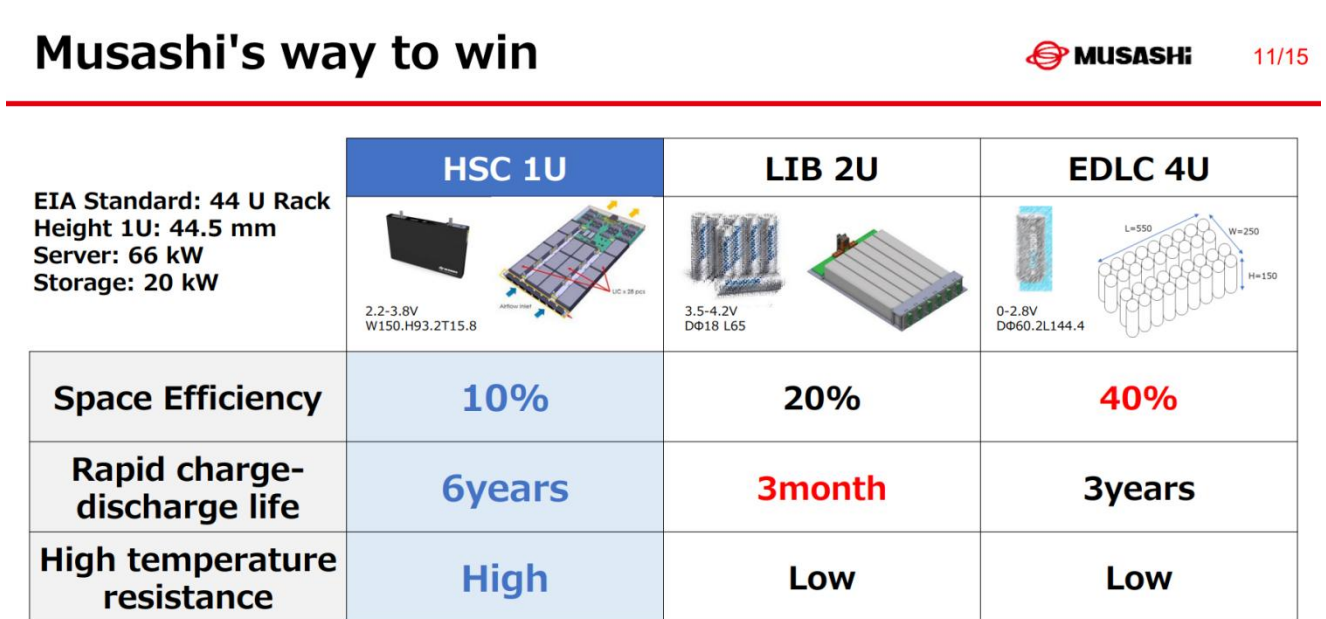 Musashi's way to win
MUSASHi
11/15
EIA Standard: 44 U Rack
Height 1U: 44.5 mm
Server: 66 kW
Storage: 20 kW
HSC 1U
LIB 2U
EDLC 4U
LIC x 28 pcs
Airflow inlet
2.2-3.8V
W150.H93.2T15.8
Panasonic
3.5-4.2V
DΦ18 L65
L=550
W=250
H=150
0-2.8V
DΦ60.2L144.4
Space Efficiency
10%
20%
40%
Rapid charge-
discharge life
6years
3month
3years
High temperature
resistance
High
Low
Low